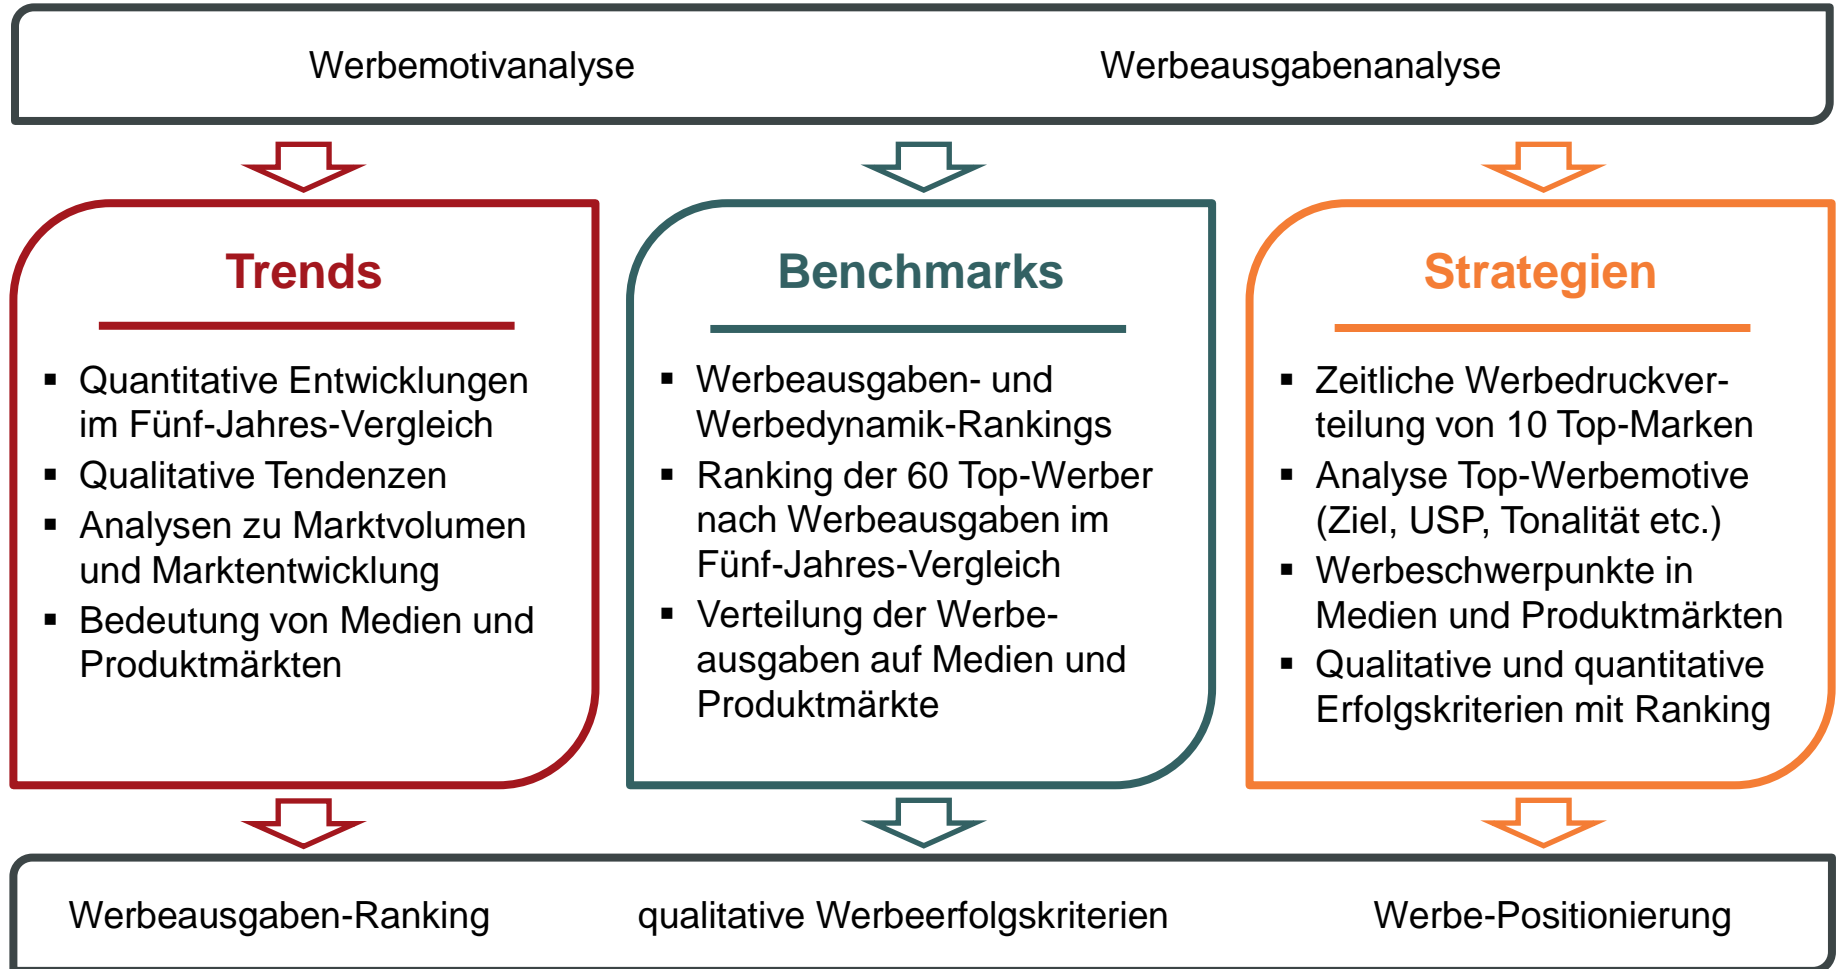 Werbemotivanalyse Werbeausgabenanalyse
Trends
▪ Quantitative Entwicklungen
im Fünf-Jahres-Vergleich
▪ Qualitative Tendenzen
▪ Analysen zu Marktvolumen
und Marktentwicklung
▪ Bedeutung von Medien und
Produktmärkten
Benchmarks
▪ Werbeausgaben- und
Werbedynamik-Rankings
▪ Ranking der 60 Top-Werber
nach Werbeausgaben im
Fünf-Jahres-Vergleich
▪ Verteilung der Werbe-
ausgaben auf Medien und
Produktmärkte
Strategien
▪ Zeitliche Werbedruckver-
teilung von 10 Top-Marken
▪ Analyse Top-Werbemotive
(Ziel, USP, Tonalität etc.)
▪ Werbeschwerpunkte in
Medien und Produktmärkten
▪ Qualitative und quantitative
Erfolgskriterien mit Ranking
Werbeausgaben-Ranking qualitative Werbeerfolgskriterien Werbe-Positionierung